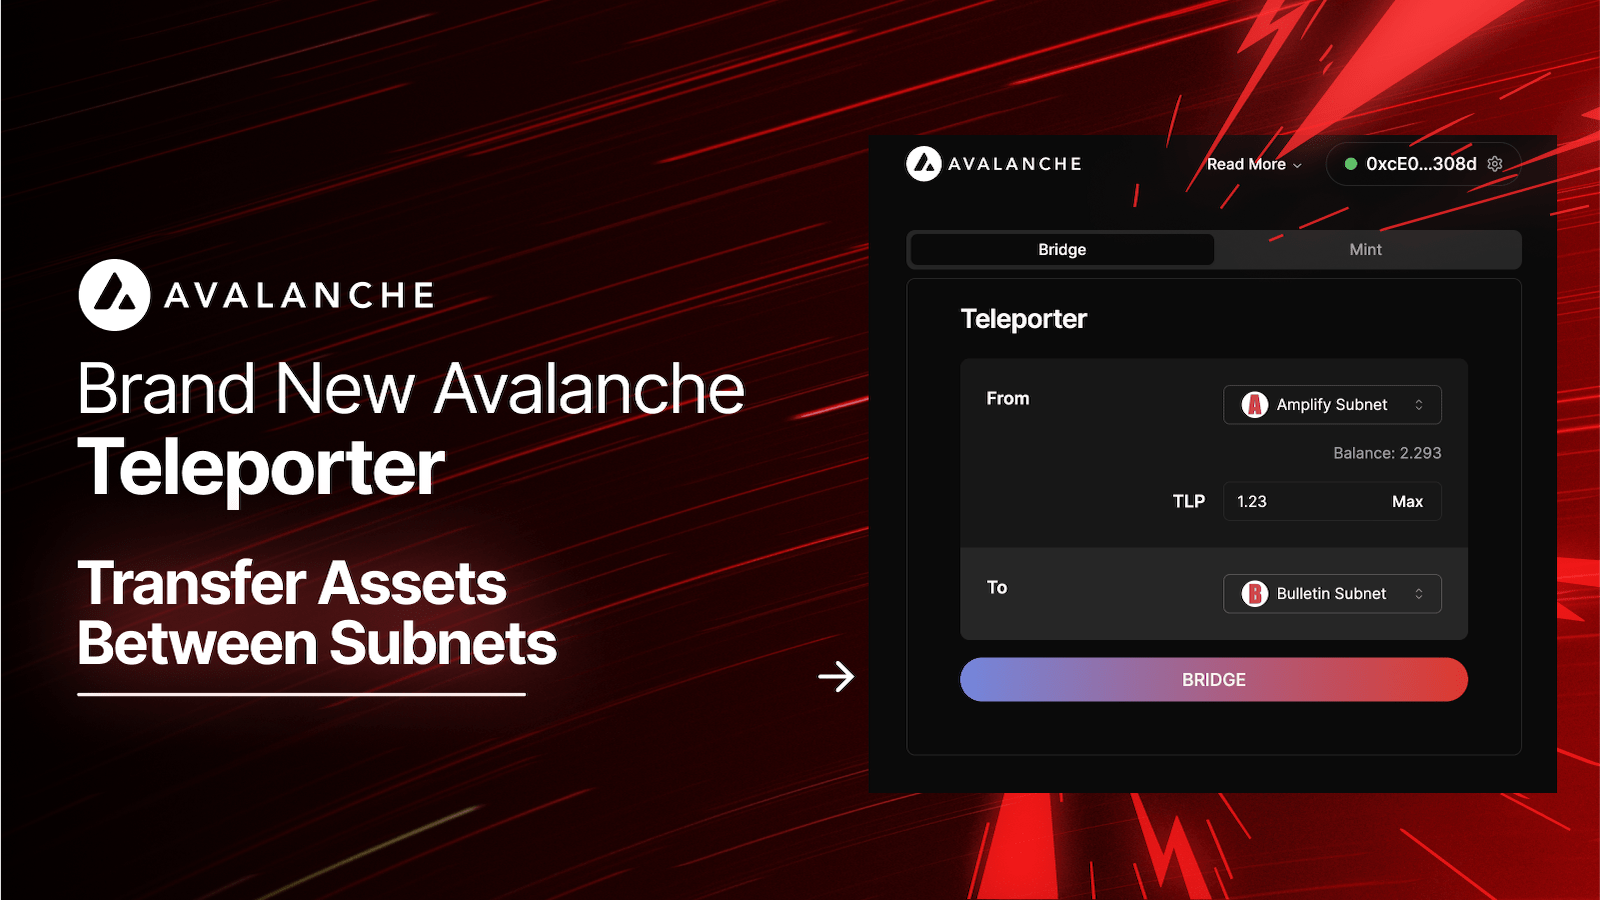 AVALANCHE
Brand New Avalanche
Teleporter
Transfer Assets
Between Subnets
AVALANCHE
Read More
0xcE0...308d
Bridge
Mint
Teleporter
From
A Amplify Subnet
Balance: 2.293
TLP
1.23
Max
To
B Bulletin Subnet
BRIDGE